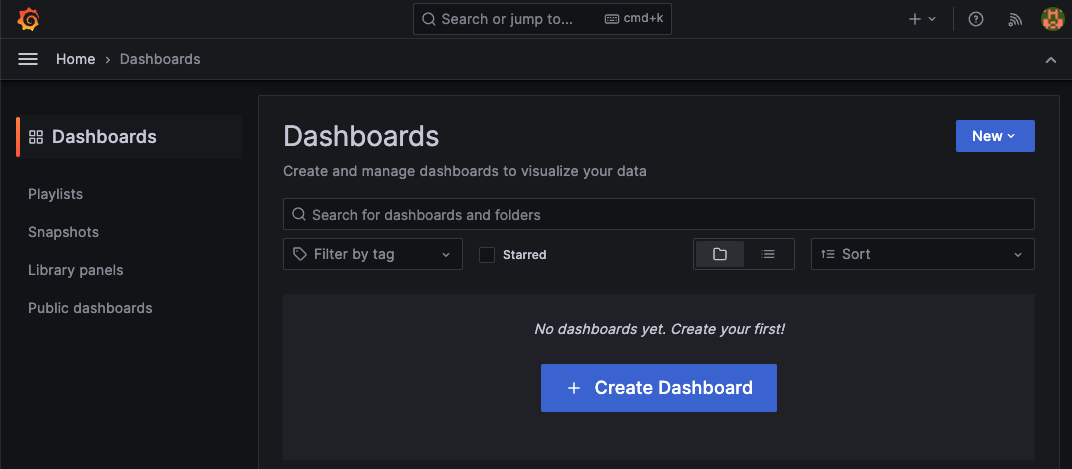 Search or jump to... cmd+k
Home › Dashboards
Dashboards
Playlists
Snapshots
Library panels
Public dashboards
Dashboards
New
Create and manage dashboards to visualize your data
Search for dashboards and folders
Filter by tag Starred Sort
No dashboards yet. Create your first!
+ Create Dashboard